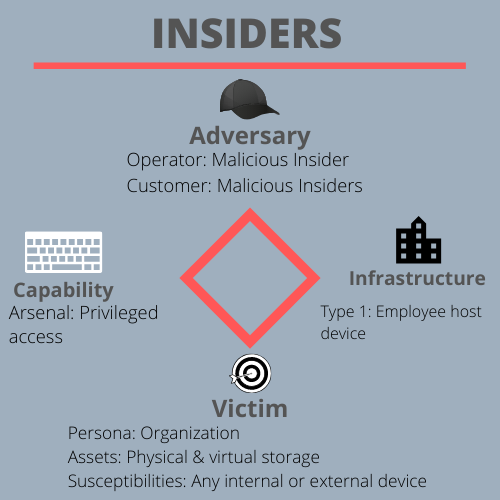 INSIDERS
Adversary
Operator: Malicious Insider
Customer: Malicious Insiders
Capability
Arsenal: Privileged
access
Infrastructure
Type 1: Employee host
device
Victim
Persona: Organization
Assets: Physical & virtual storage
Susceptibilities: Any internal or external device